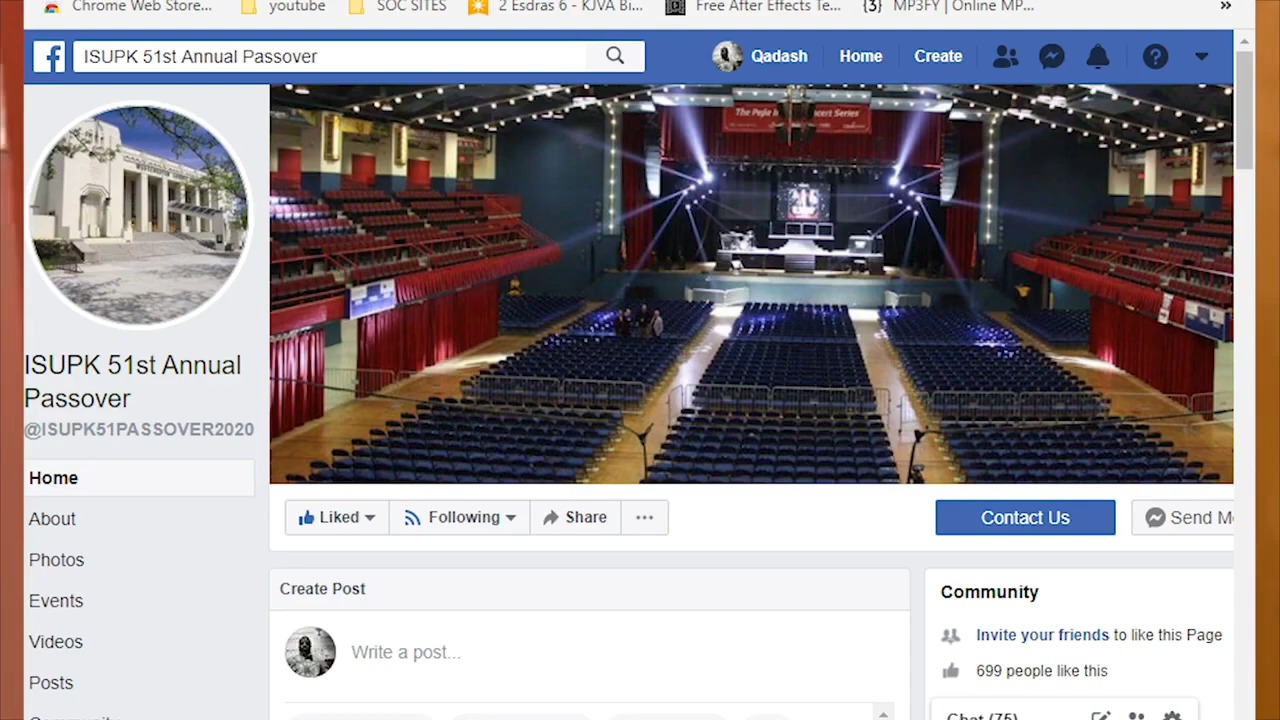 Chrome Web Store...
youtube
SOC SITES
2 Esdras 6 - KJVA Bi...
Free After Effects Te...
{3} MP3FY | Online MP...
»
f
ISUPK 51st Annual Passover
Qadash
Home
Create
ISUPK 51st Annual
Passover
@ISUPK51PASSOVER2020
Home
About
Photos
Events
Videos
Posts
Community
Concert Series
Liked
Following
Share
...
Contact Us
Send M
Create Post
Write a post...
Community
Invite your friends to like this Page
699 people like this
Chat (75)